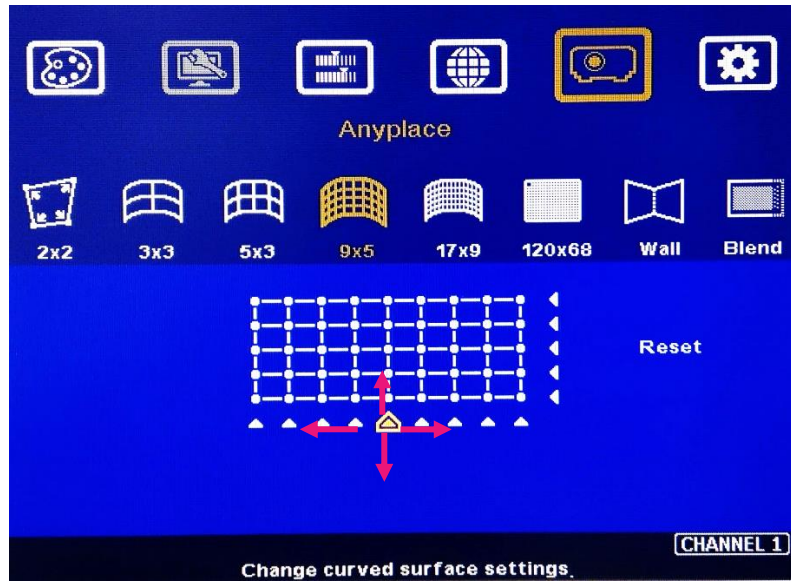 Anyplace
2x2 3x3 5x3 9x5 17x9 120x68 Wall Blend
Reset
CHANNEL 1
Change curved surface settings.